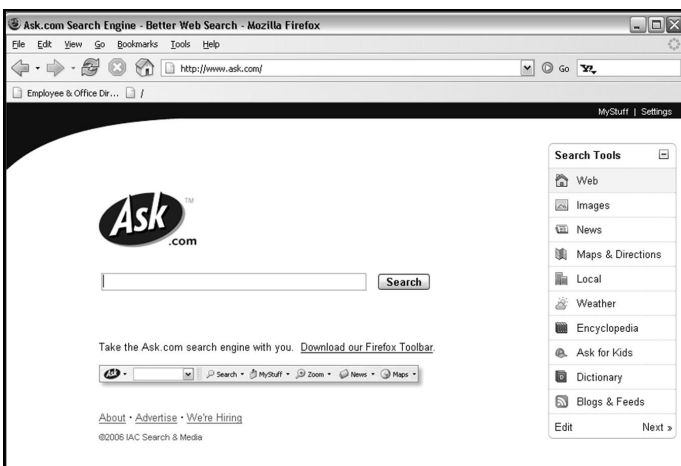 Ask.com Search Engine - Better Web Search - Mozilla Firefox
File Edit View Go Bookmarks Tools Help
http://www.ask.com/ Go Y!
Employee & Office Dir... /
MyStuff | Settings
Search Tools
Web
Images
News
Maps & Directions
Local
Weather
Encyclopedia
Ask for Kids
Dictionary
Blogs & Feeds
Edit Next »
Ask TM
.com
Search
Take the Ask.com search engine with you. Download our Firefox Toolbar.
Ask Search MyStuff Zoom News Maps
About · Advertise · We're Hiring
©2006 IAC Search & Media